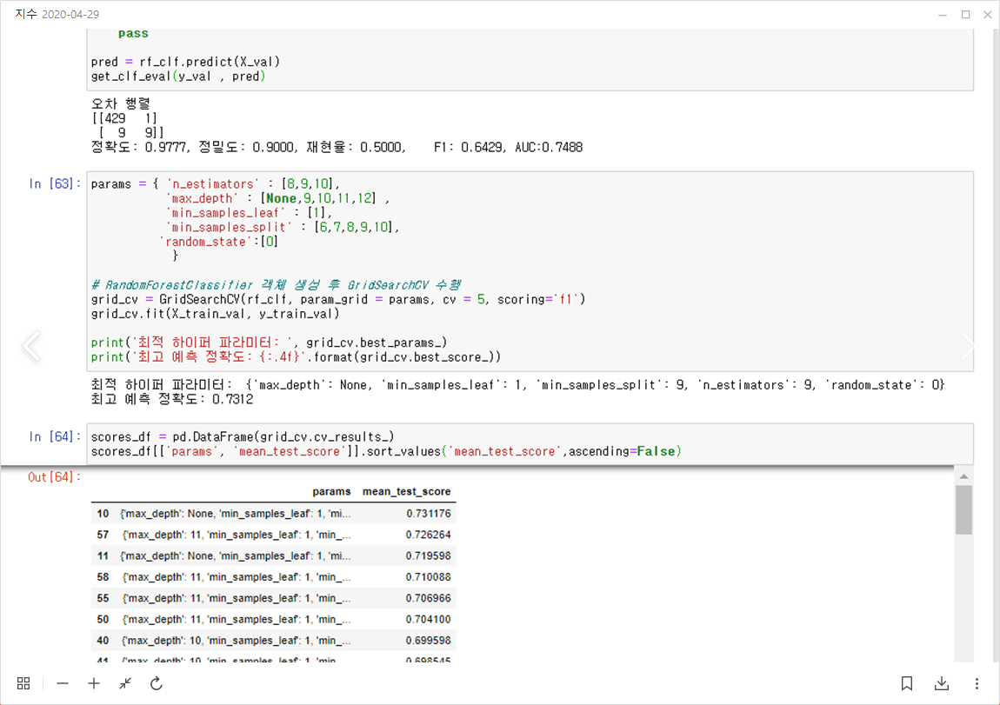 지수 2020-04-29
pass
pred = rf_clf.predict(X_val)
get_clf_eval(y_val , pred)
오차 행렬
[[429   1]
 [  9   9]]
정확도: 0.9777, 정밀도: 0.9000, 재현율: 0.5000,    F1: 0.6429, AUC:0.7488
In [63]: params = { 'n_estimators' : [8,9,10],
'max_depth' : [None,9,10,11,12] ,
'min_samples_leaf' : [1],
'min_samples_split' : [6,7,8,9,10],
'random_state':[0]
}
# RandomForestClassifier 객체 생성 후 GridSearchCV 수행
grid_cv = GridSearchCV(rf_clf, param_grid = params, cv = 5, scoring='f1')
grid_cv.fit(X_train_val, y_train_val)
print('최적 하이퍼 파라미터: ', grid_cv.best_params_)
print('최고 예측 정확도: {:.4f}'.format(grid_cv.best_score_))
최적 하이퍼 파라미터:  {'max_depth': None, 'min_samples_leaf': 1, 'min_samples_split': 9, 'n_estimators': 9, 'random_state': 0}
최고 예측 정확도: 0.7312
In [64]: scores_df = pd.DataFrame(grid_cv.cv_results_)
scores_df[['params', 'mean_test_score']].sort_values('mean_test_score',ascending=False)
Out[64]:
params mean_test_score
10 {'max_depth': None, 'min_samples_leaf': 1, 'mi... 0.731176
57 {'max_depth': 11, 'min_samples_leaf': 1, 'min_... 0.726264
11 {'max_depth': None, 'min_samples_leaf': 1, 'mi... 0.719598
58 {'max_depth': 11, 'min_samples_leaf': 1, 'min_... 0.710088
55 {'max_depth': 11, 'min_samples_leaf': 1, 'min_... 0.706966
50 {'max_depth': 11, 'min_samples_leaf': 1, 'min_... 0.704100
40 {'max_depth': 10, 'min_samples_leaf': 1, 'min_... 0.699598
41 {'max_depth': 10, 'min_samples_leaf': 1, 'min_... 0.698545